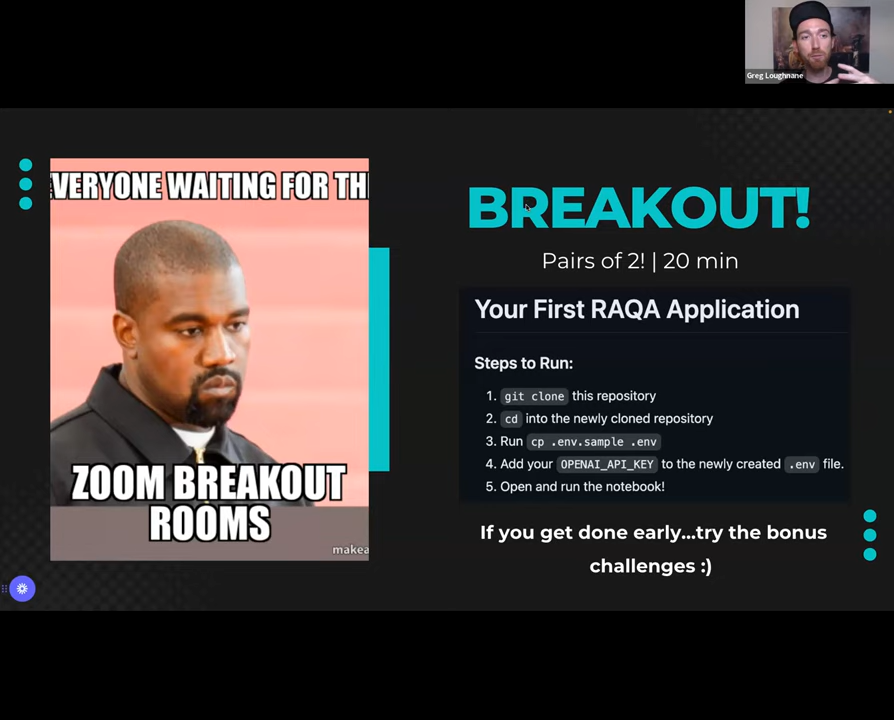 Greg Loughnane
EVERYONE WAITING FOR TH
ZOOM BREAKOUT
ROOMS
makea
BREAKOUT!
Pairs of 2! | 20 min
Your First RAQA Application
Steps to Run:
1. git clone this repository
2. cd into the newly cloned repository
3. Run cp .env.sample .env
4. Add your OPENAI_API_KEY to the newly created .env file.
5. Open and run the notebook!
If you get done early...try the bonus
challenges :)